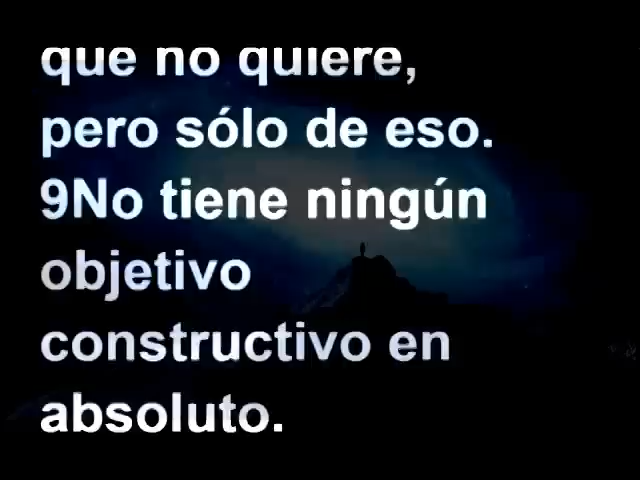 que no quiere,
pero sólo de eso.
9No tiene ningún
objetivo
constructivo en
absoluto.